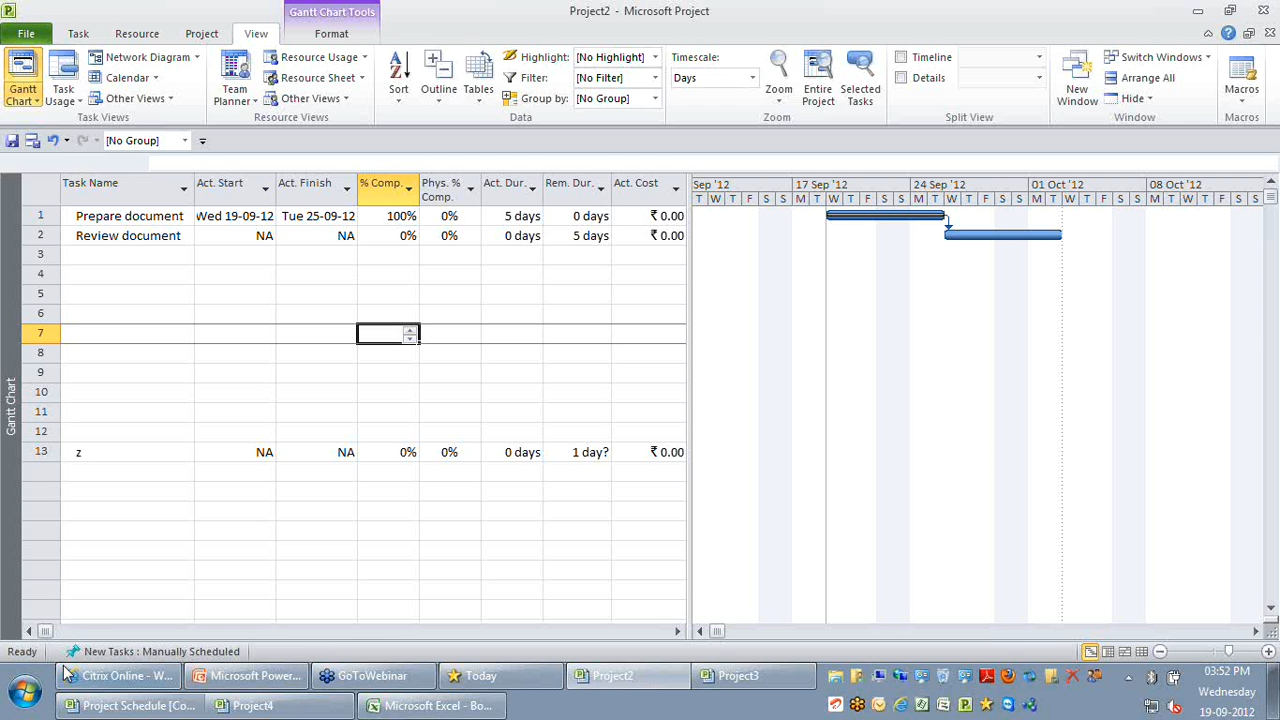 Gantt Chart Tools
Project2 - Microsoft Project
File Task Resource Project View Format
Gantt Chart
Task Usage
Network Diagram
Calendar
Other Views
Task Views
Team Planner
Resource Usage
Resource Sheet
Other Views
Resource Views
Sort
Outline
Tables
Highlight: [No Highlight]
Filter: [No Filter]
Group by: [No Group]
Data
Timescale:
Days
Zoom
Entire Project
Selected Tasks
Zoom
Timeline
Details
Split View
New Window
Switch Windows
Arrange All
Hide
Window
Macros
Macros
[No Group]
Task Name Act. Start Act. Finish % Comp. Phys. % Comp. Act. Dur. Rem. Dur. Act. Cost
Sep '12 17 Sep '12 24 Sep '12 01 Oct '12 08 Oct '12
T W T F S S M T W T F S S M T W T F S S M T W T F S S M T W T F S S
1 Prepare document Wed 19-09-12 Tue 25-09-12 100% 0% 5 days 0 days ₹ 0.00
2 Review document NA NA 0% 0% 0 days 5 days ₹ 0.00
3
4
5
6
7
8
9
10
11
12
13 z NA NA 0% 0% 0 days 1 day? ₹ 0.00
Gantt Chart
Ready New Tasks : Manually Scheduled
Citrix Online - W... Microsoft Powe... GoToWebinar Today Project2 Project3
Project Schedule [Co... Project4 Microsoft Excel - Bo...
03:52 PM
Wednesday
19-09-2012